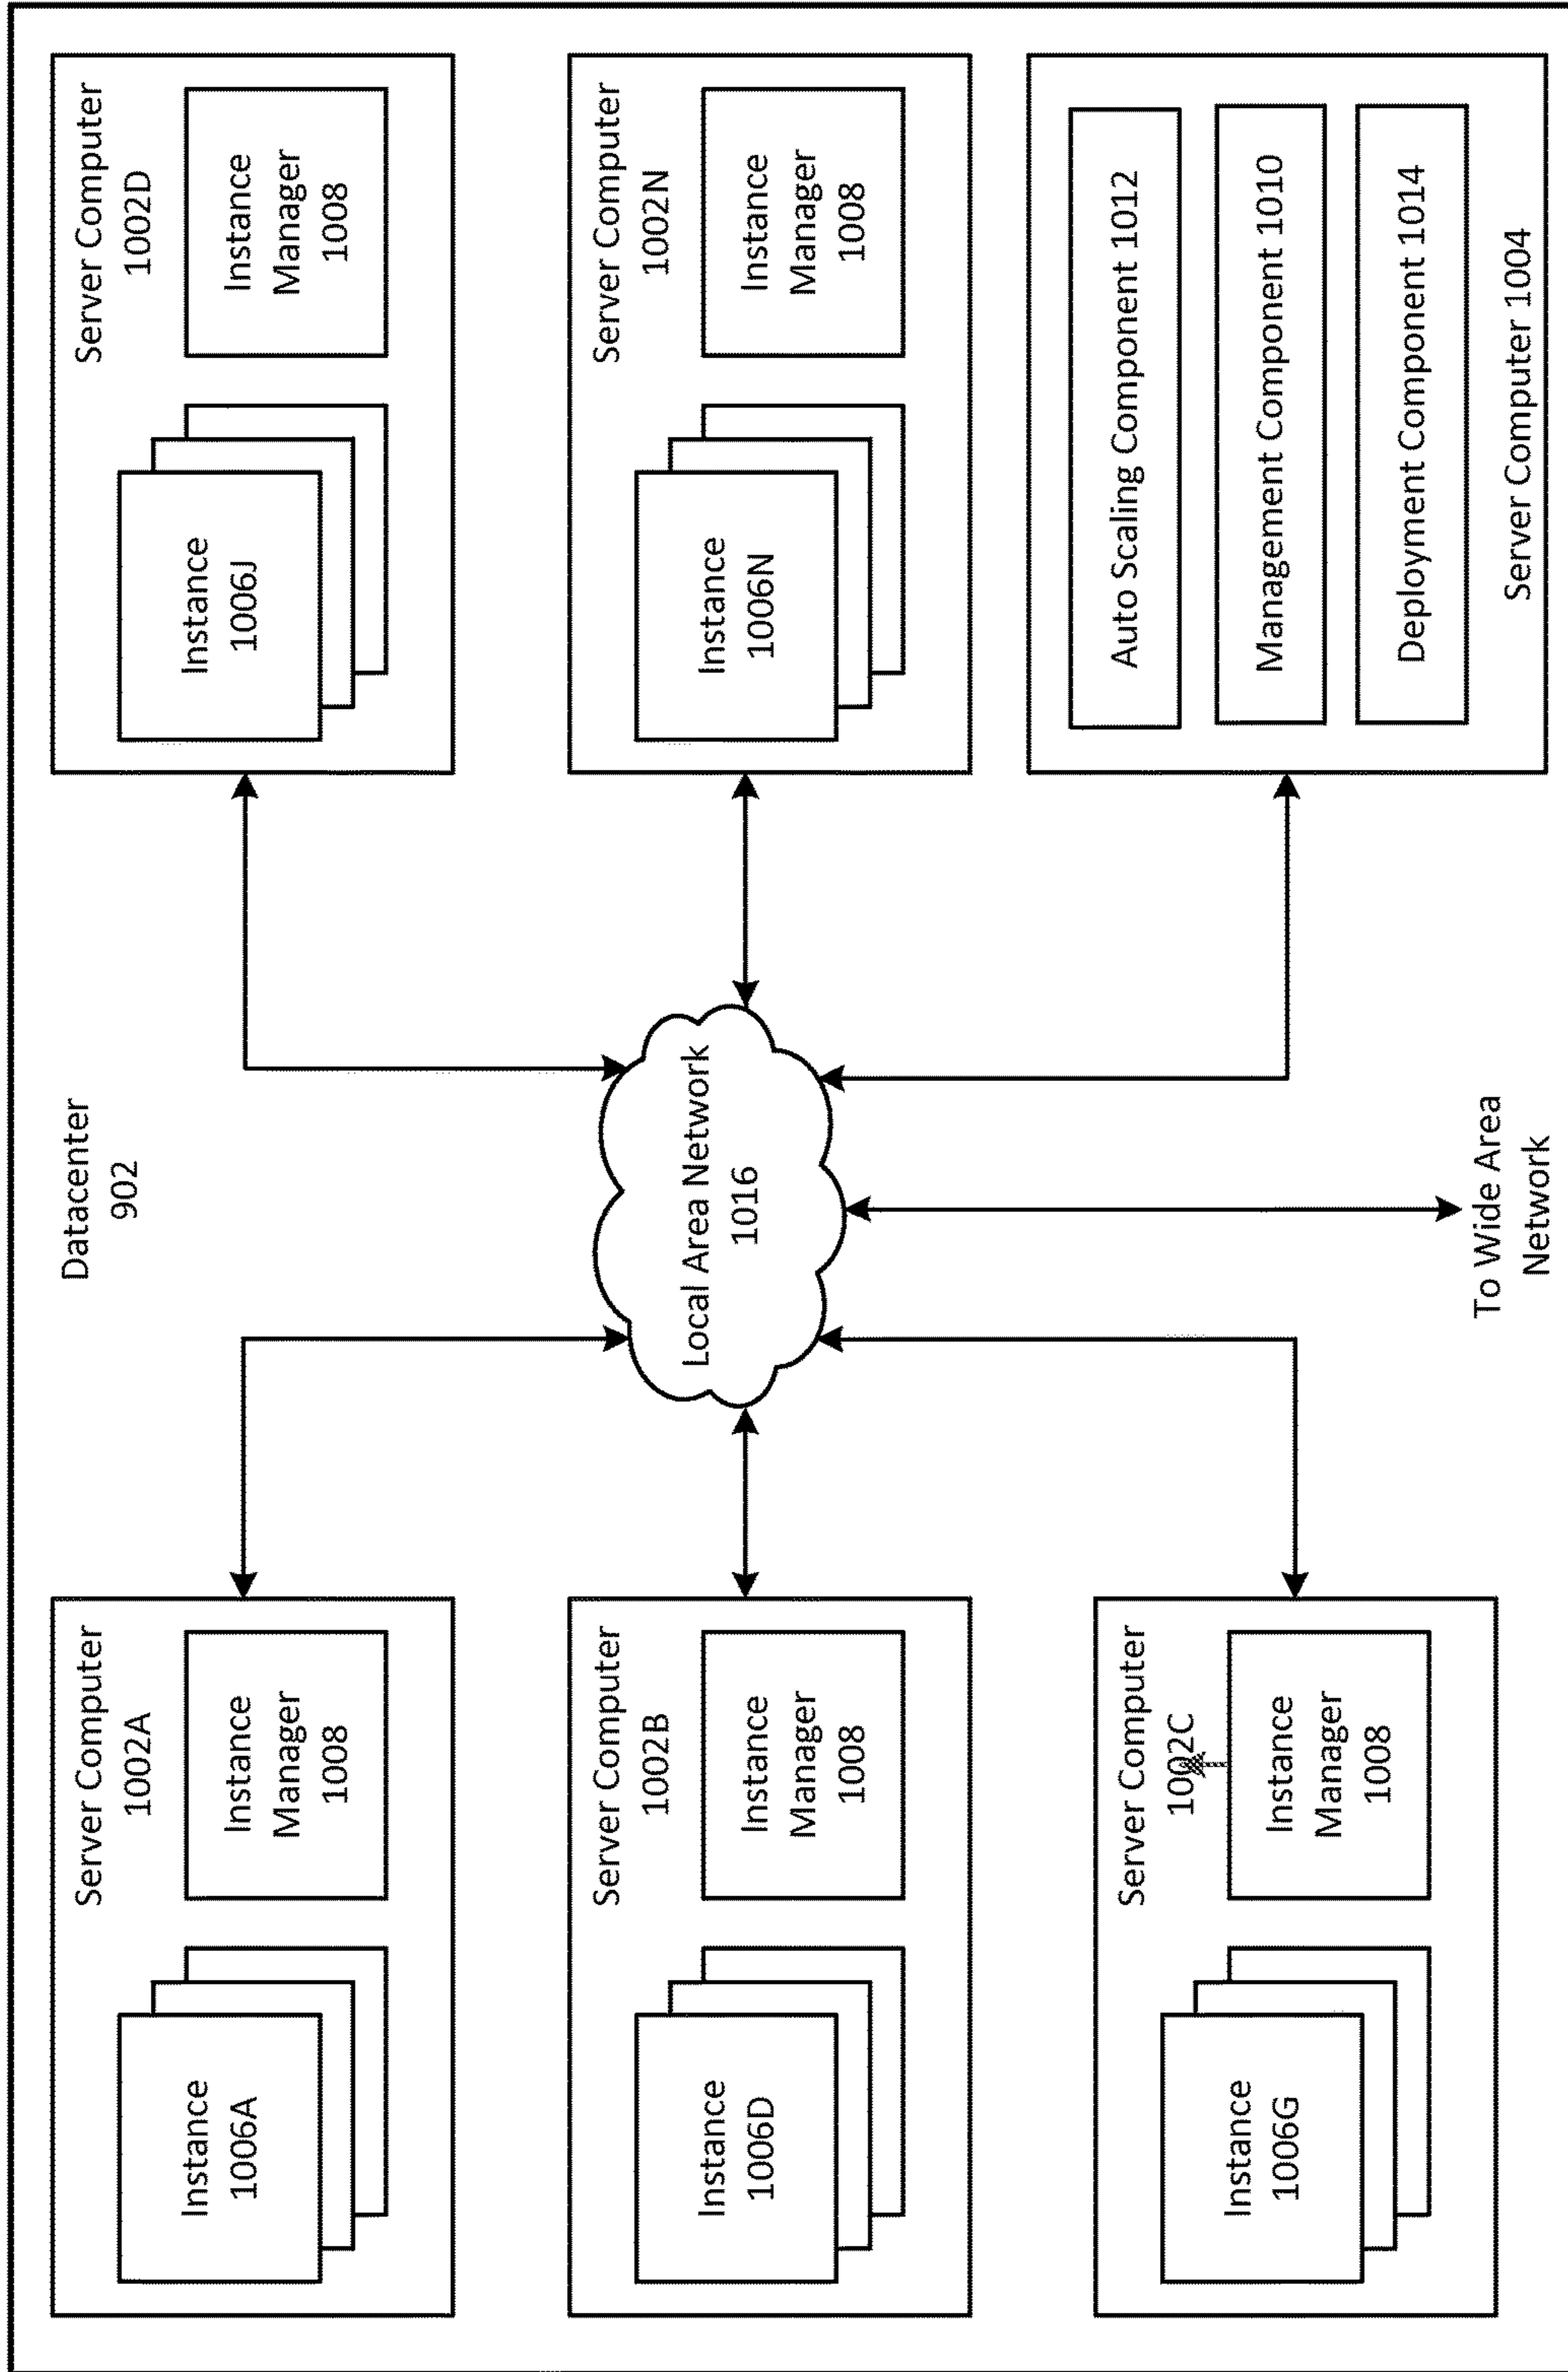 Datacenter
902
Server Computer
1002A
Instance
1006A
Instance
Manager
1008
Server Computer
1002B
Instance
1006D
Instance
Manager
1008
Server Computer
1002C
Instance
1006G
Instance
Manager
1008
Local Area Network
1016
To Wide Area
Network
Server Computer
1002D
Instance
1006J
Instance
Manager
1008
Server Computer
1002N
Instance
1006N
Instance
Manager
1008
Auto Scaling Component 1012
Management Component 1010
Deployment Component 1014
Server Computer 1004